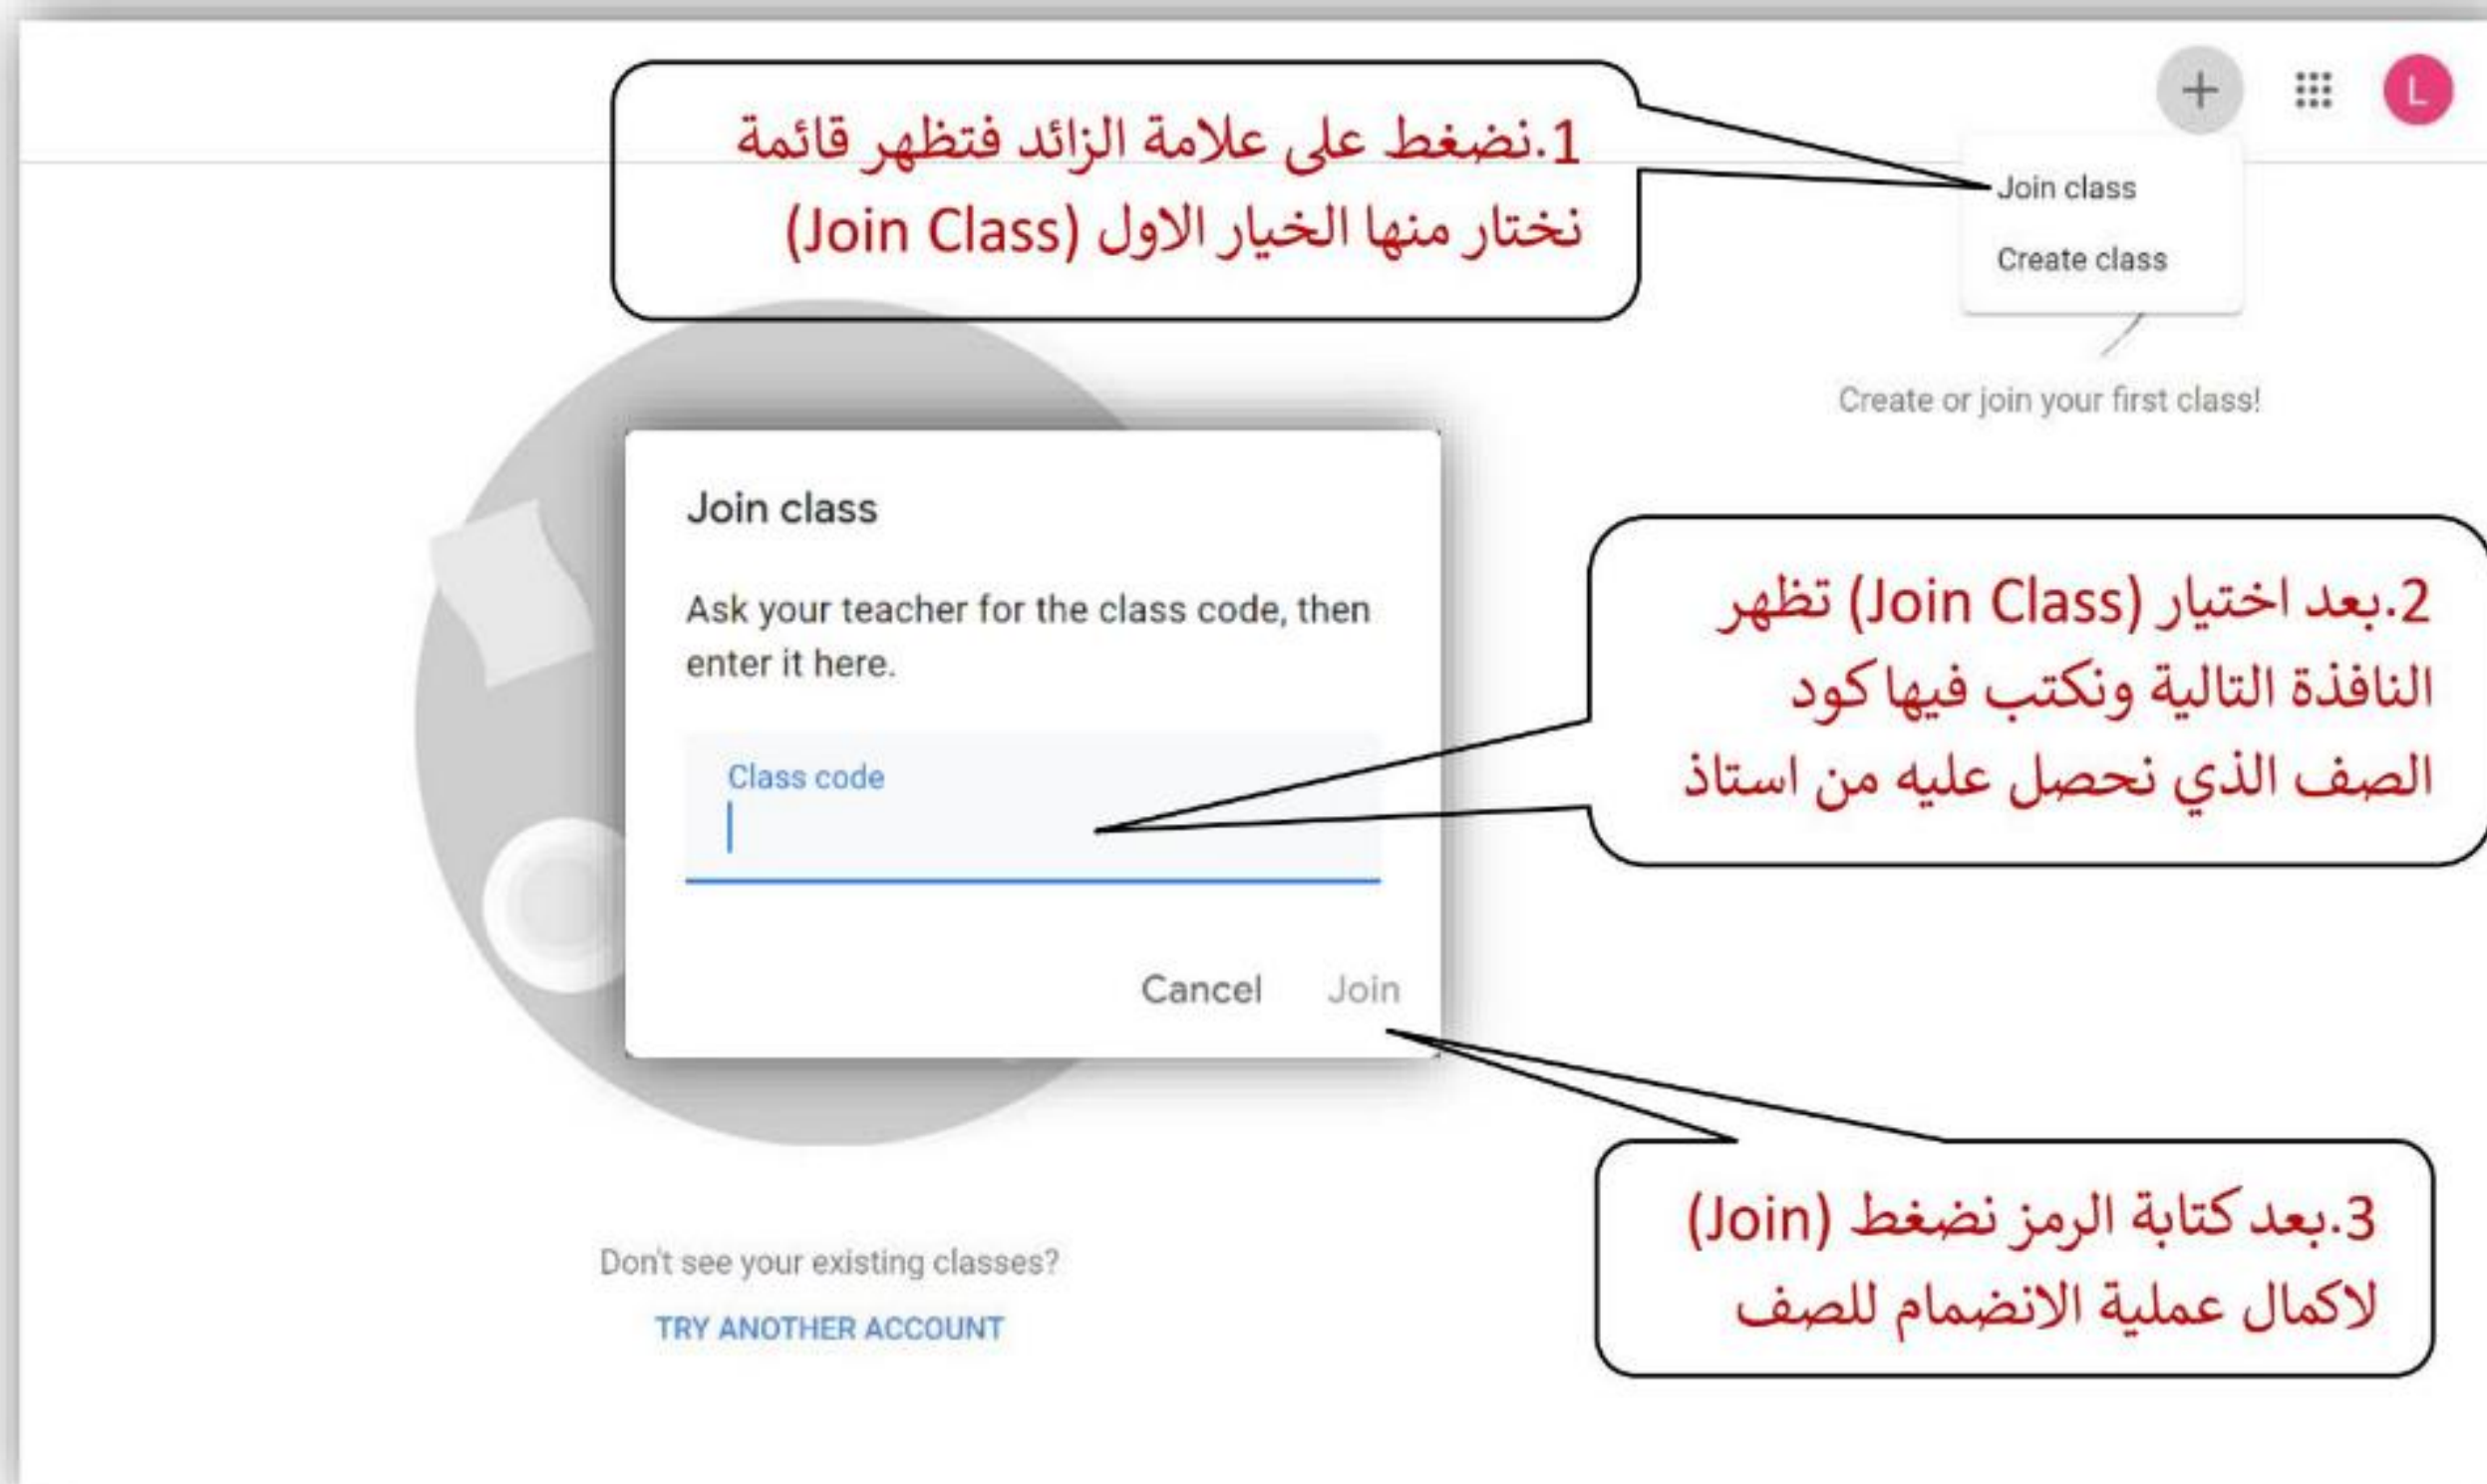 L
1.نضغط على علامة الزائد فتظهر قائمة
نختار منها الخيار الاول (Join Class)
Join class
Create class
Create or join your first class!
Join class
Ask your teacher for the class code, then
enter it here.
Class code
2.بعد اختيار (Join Class) تظهر
النافذة التالية ونكتب فيها كود
الصف الذي نحصل عليه من استاذ
Cancel Join
3.بعد كتابة الرمز نضغط (Join)
لاكمال عملية الانضمام للصف
Don't see your existing classes?
TRY ANOTHER ACCOUNT